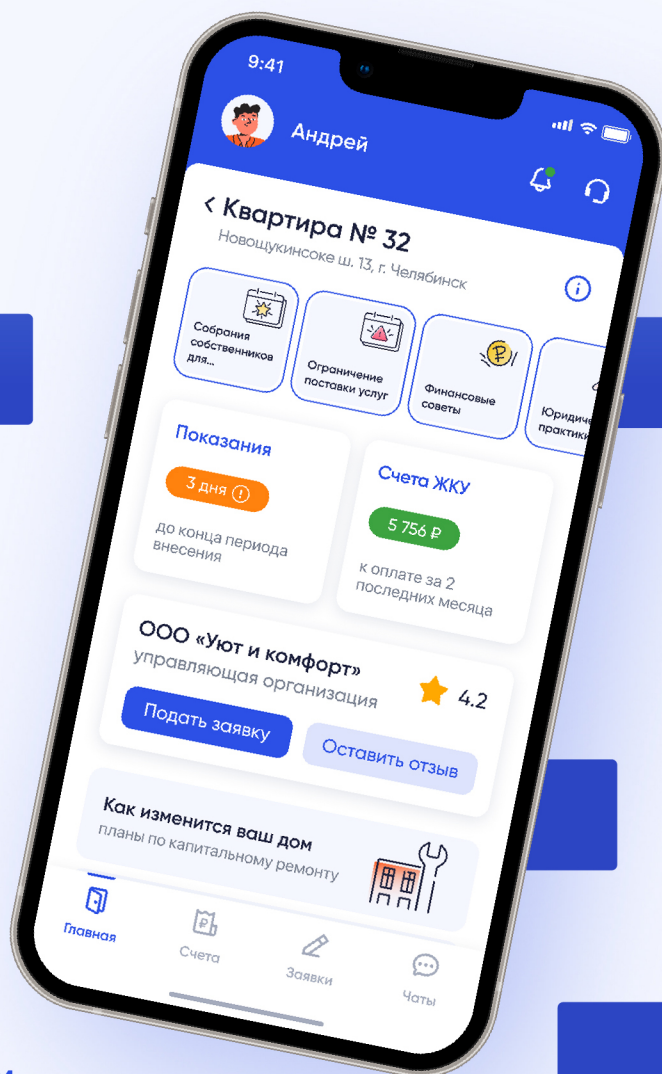 9:41
Андрей
Квартира № 32
Новощукинсоке ш. 13, г. Челябинск
Собрания
собственников
для...
Ограничение
поставки услуг
Финансовые
советы
Юридиче
практики
Показания
3 дня
до конца периода
внесения
Счета ЖКУ
5 756 ₽
к оплате за 2
последних месяца
ООО «Уют и комфорт»
управляющая организация
4.2
Подать заявку
Оставить отзыв
Как изменится ваш дом
планы по капитальному ремонту
Главная
Счета
Заявки
Чаты